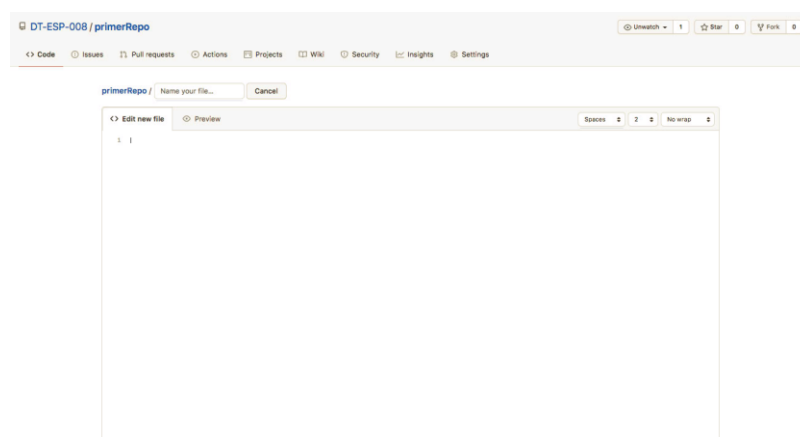 DT-ESP-008 / primerRepo
Unwatch 1 Star 0 Fork 0
<> Code Issues Pull requests Actions Projects Wiki Security Insights Settings
primerRepo / Name your file... Cancel
<> Edit new file Preview Spaces 2 No wrap
1